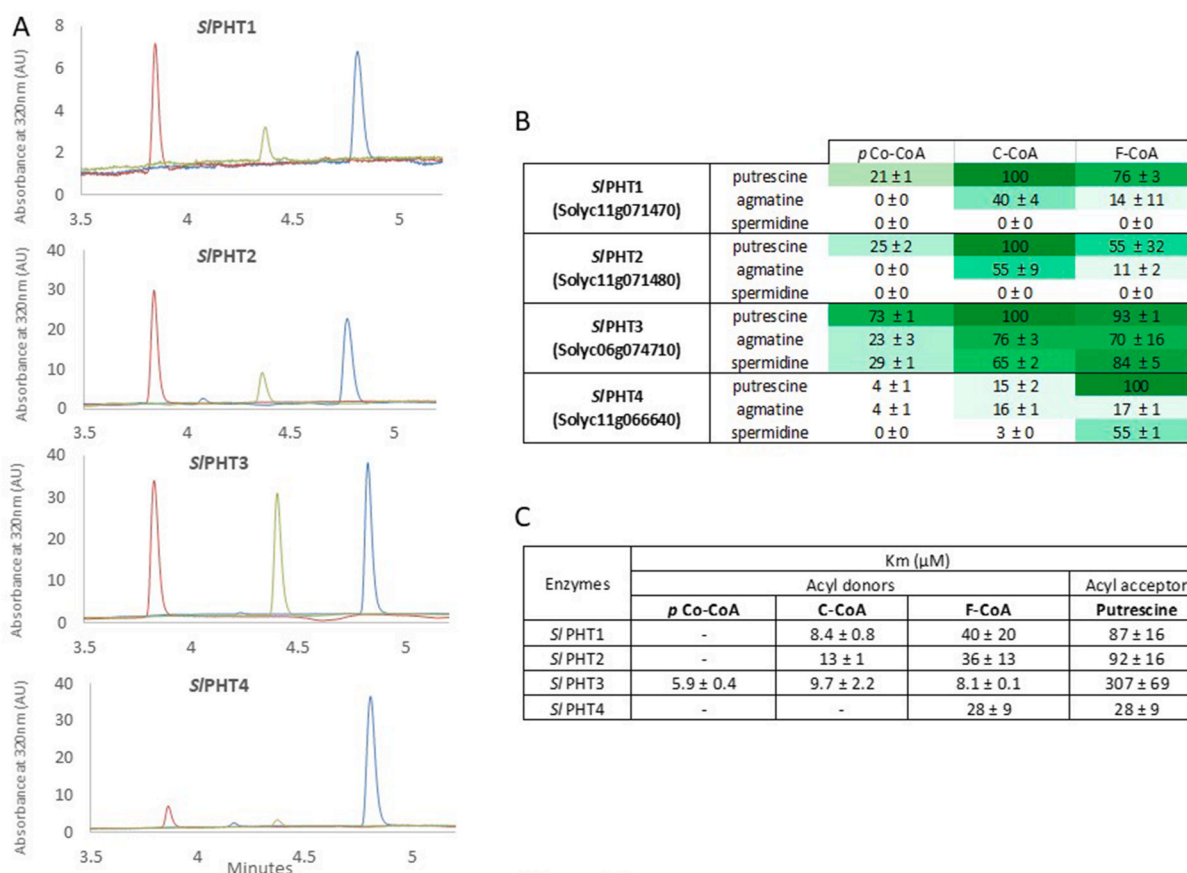 A
SlPHT1
Absorbance at 320nm (AU)
8
6
4
2
0
3.5 4 4.5 5
SlPHT2
Absorbance at 320nm (AU)
40
30
20
10
0
3.5 4 4.5 5
SlPHT3
Absorbance at 320nm (AU)
40
30
20
10
0
3.5 4 4.5 5
SlPHT4
Absorbance at 320nm (AU)
40
30
20
10
0
3.5 4 4.5 5
Minutes
B
p Co-CoA C-CoA F-CoA
SlPHT1 (Solyc11g071470)
putrescine 21 ± 1 100 76 ± 3
agmatine 0 ± 0 40 ± 4 14 ± 11
spermidine 0 ± 0 0 ± 0 0 ± 0
SlPHT2 (Solyc11g071480)
putrescine 25 ± 2 100 55 ± 32
agmatine 0 ± 0 55 ± 9 11 ± 2
spermidine 0 ± 0 0 ± 0 0 ± 0
SlPHT3 (Solyc06g074710)
putrescine 73 ± 1 100 93 ± 1
agmatine 23 ± 3 76 ± 3 70 ± 16
spermidine 29 ± 1 65 ± 2 84 ± 5
SlPHT4 (Solyc11g066640)
putrescine 4 ± 1 15 ± 2 100
agmatine 4 ± 1 16 ± 1 17 ± 1
spermidine 0 ± 0 3 ± 0 55 ± 1
C
Enzymes Km (µM)
Acyl donors Acyl acceptor
p Co-CoA C-CoA F-CoA Putrescine
Sl PHT1 - 8.4 ± 0.8 40 ± 20 87 ± 16
Sl PHT2 - 13 ± 1 36 ± 13 92 ± 16
Sl PHT3 5.9 ± 0.4 9.7 ± 2.2 8.1 ± 0.1 307 ± 69
Sl PHT4 - - 28 ± 9 28 ± 9